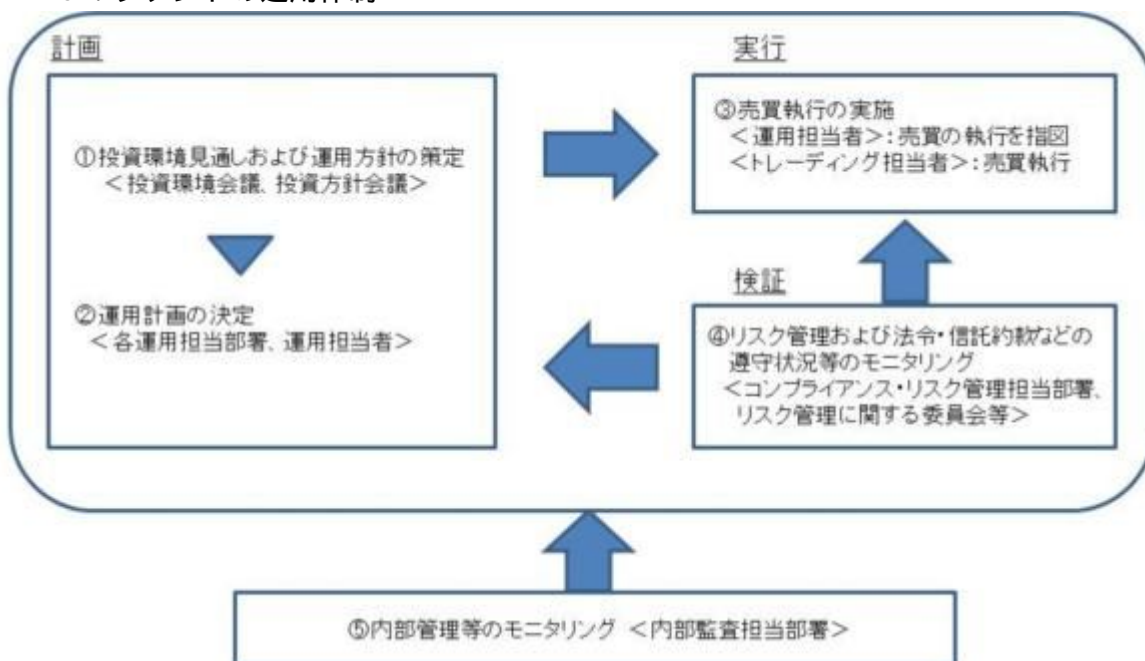 計画
①投資環境見通しおよび運用方針の策定
＜投資環境会議、投資方針会議＞
②運用計画の決定
＜各運用担当部署、運用担当者＞
実行
③売買執行の実施
＜運用担当者＞:売買の執行を指図
＜トレーディング担当者＞:売買執行
検証
④リスク管理および法令・信託約款などの
遵守状況等のモニタリング
＜コンプライアンス・リスク管理担当部署、
リスク管理に関する委員会等＞
⑤内部管理等のモニタリング ＜内部監査担当部署＞